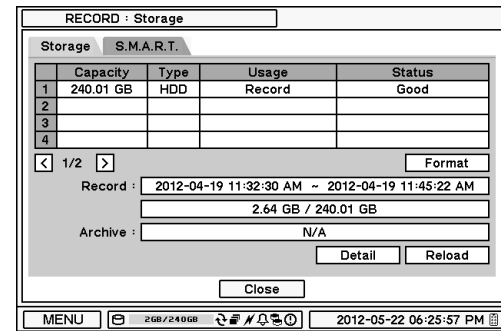 RECORD : Storage
Storage S.M.A.R.T.
Capacity Type Usage Status
1 240.01 GB HDD Record Good
2
3
4
< 1/2 > Format
Record : 2012-04-19 11:32:30 AM ~ 2012-04-19 11:45:22 AM
2.64 GB / 240.01 GB
Archive : N/A
Detail Reload
Close
MENU 2GB/240GB 2012-05-22 06:25:57 PM